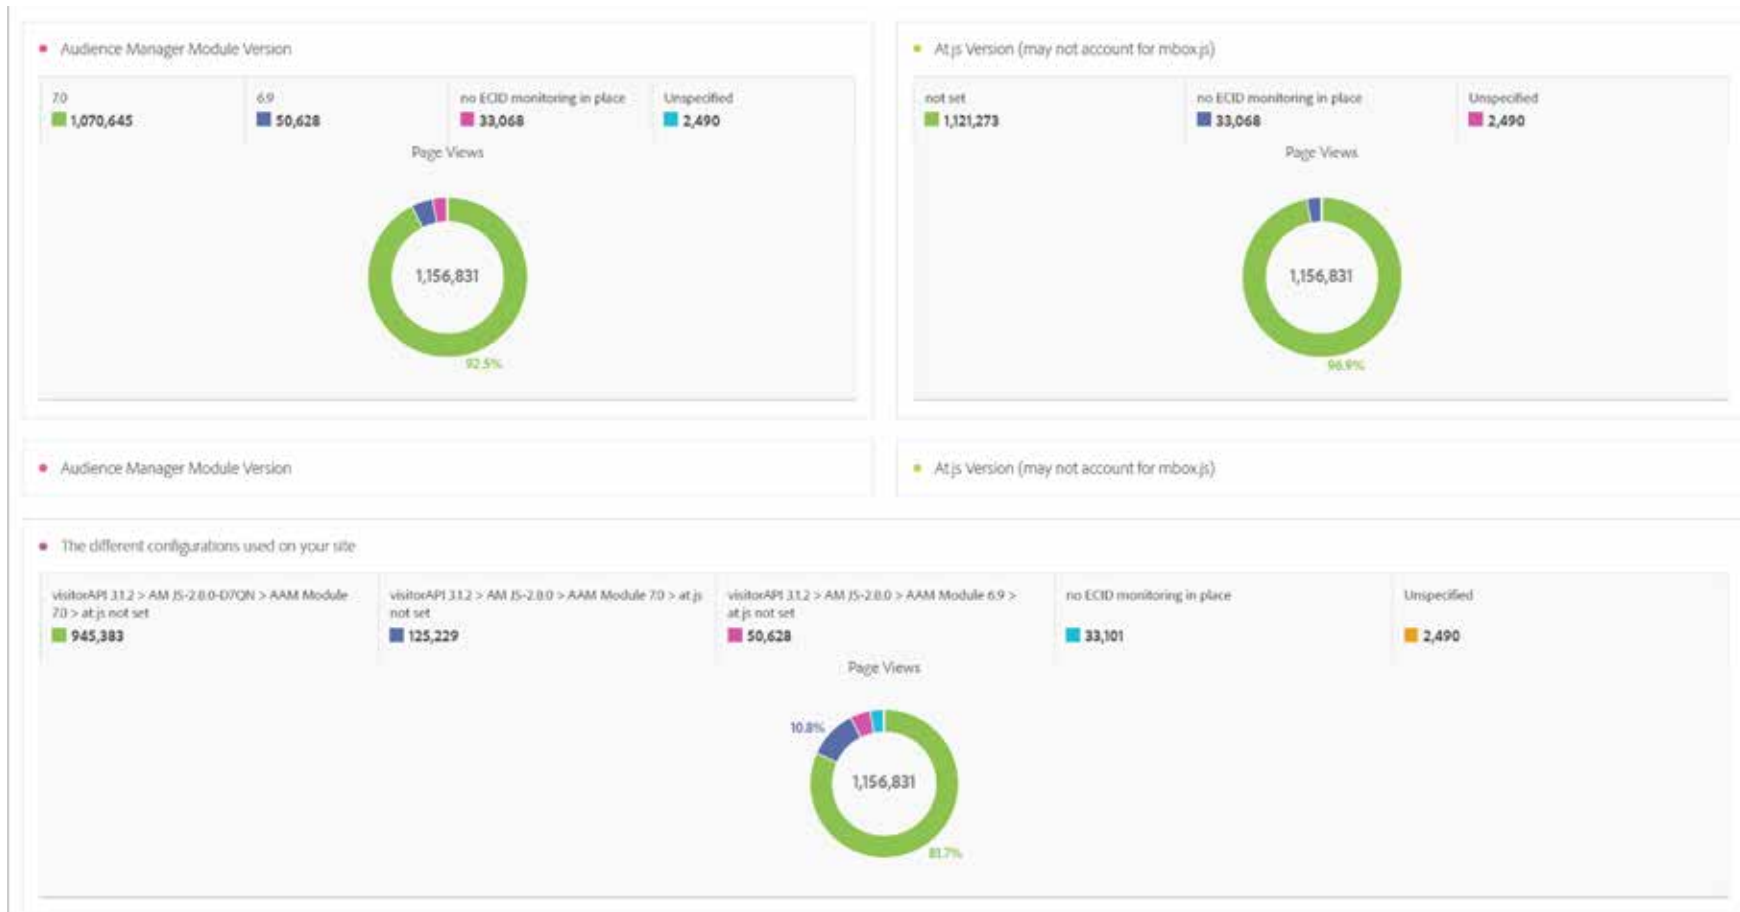 Audience Manager Module Version
7.0
6.9
no ECID monitoring in place
Unspecified
1,070,645
50,628
33,068
2,490
Page Views
1,156,831
92.5%
At.js Version (may not account for mbox.js)
not set
no ECID monitoring in place
Unspecified
1,121,273
33,068
2,490
Page Views
1,156,831
96.9%
Audience Manager Module Version
At.js Version (may not account for mbox.js)
The different configurations used on your site
visitorAPI 3.1.2 > AM JS-2.8.0-D7QN > AAM Module
7.0 > at.js not set
945,383
visitorAPI 3.1.2 > AM JS-2.8.0 > AAM Module 7.0 > at.js
not set
125,229
visitorAPI 3.1.2 > AM JS-2.8.0 > AAM Module 6.9 >
at.js not set
50,628
no ECID monitoring in place
33,101
Unspecified
2,490
Page Views
10.8%
1,156,831
81.7%